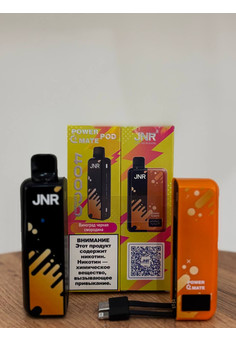 POWER
MATE
POD
JNR
40000
Виноград черная
смородина
ВНИМАНИЕ
Этот продукт
содержит
никотин.
Никотин —
химическое
вещество,
вызывающее
привыкание.
JNR
JNR
POWER
MATE